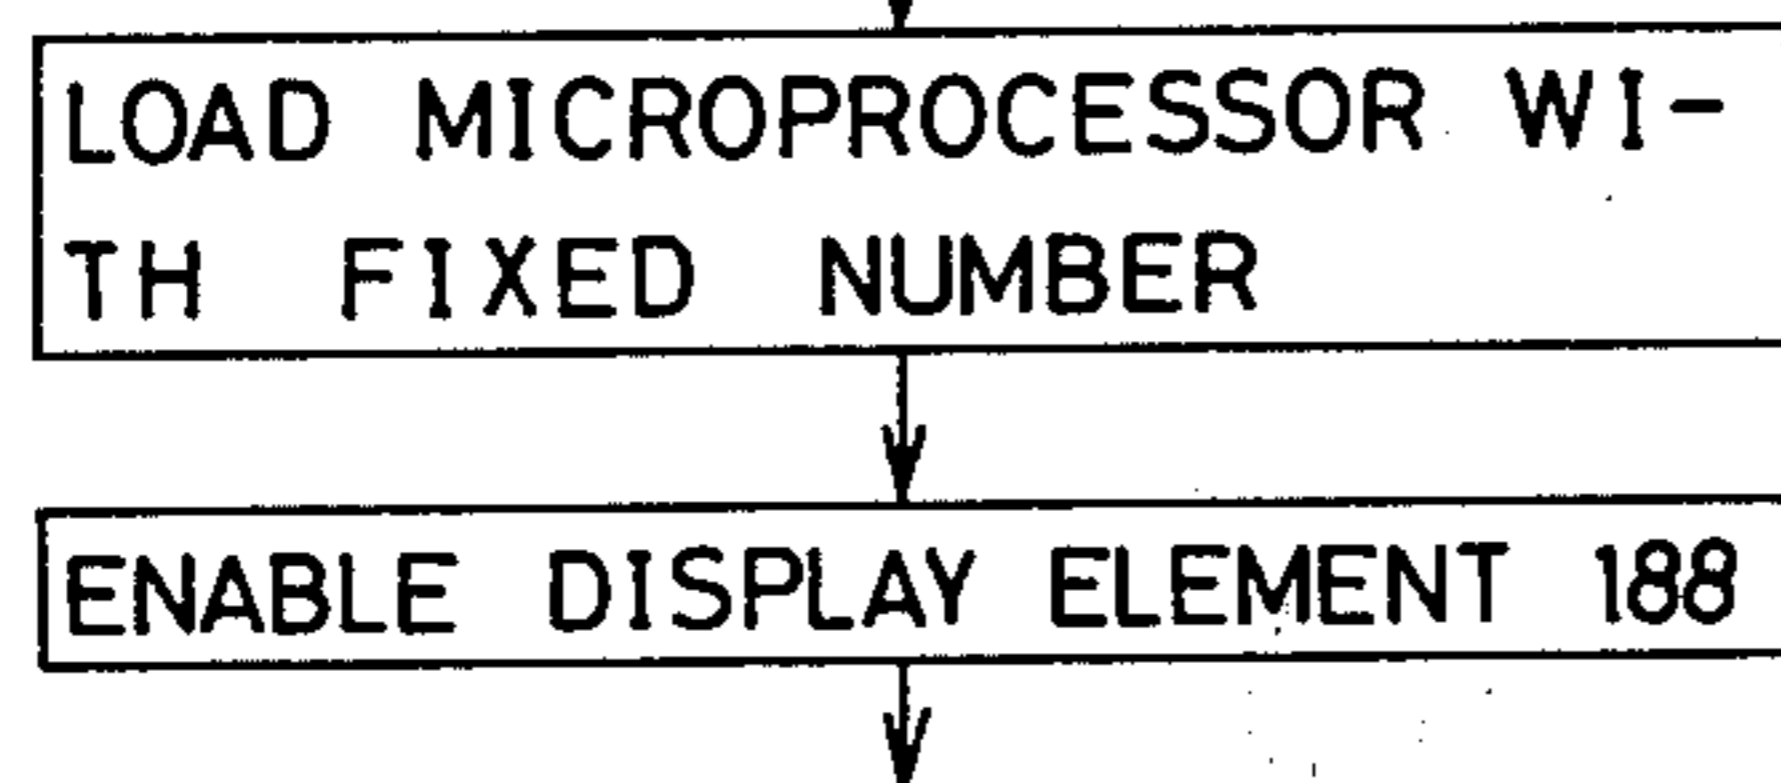 LOAD MICROPROCESSOR WI-
TH FIXED NUMBER
ENABLE DISPLAY ELEMENT 188